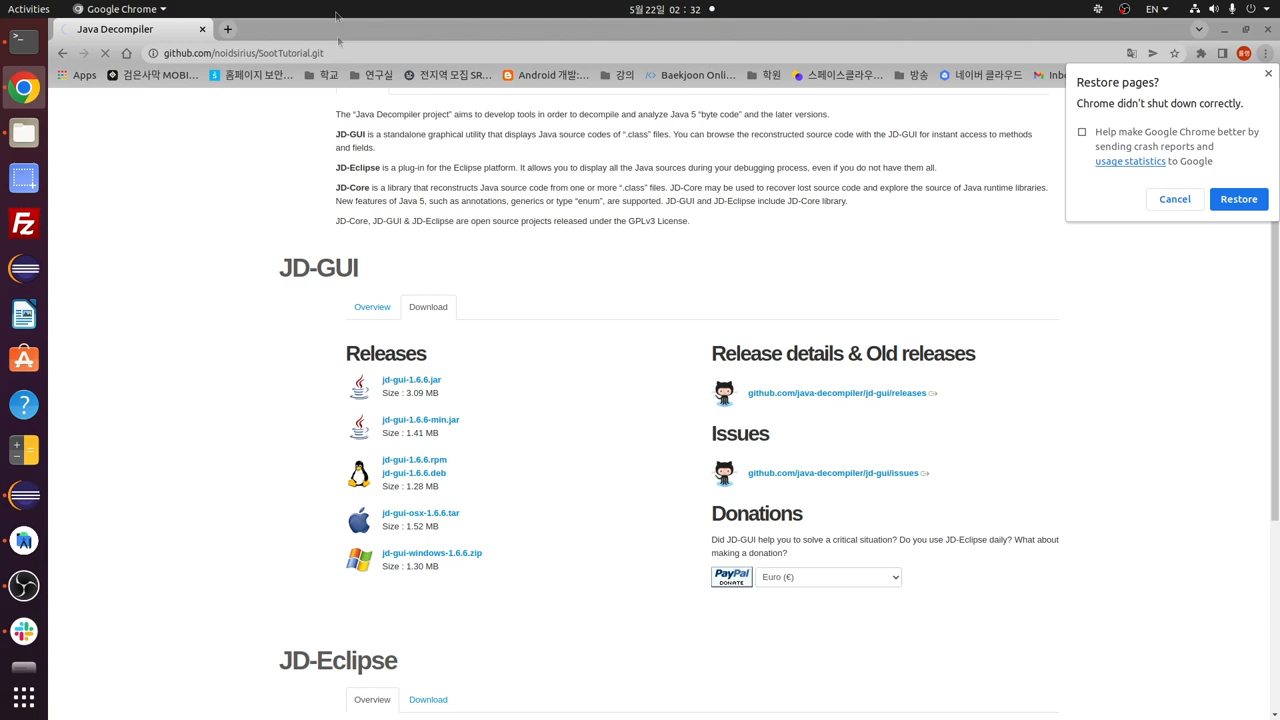 Activities
Google Chrome
5월 22일 02 : 32
EN
Java Decompiler
github.com/noidsirius/SootTutorial.git
Apps
검은사막 MOBI...
홈페이지 보안...
학교
연구실
전지역 모집 SR...
Android 개발:...
강의
Baekjoon Onli...
학원
스페이스클라우...
방송
네이버 클라우드
Restore pages?
Chrome didn't shut down correctly.
Help make Google Chrome better by
sending crash reports and
usage statistics to Google
Cancel
Restore
The “Java Decompiler project” aims to develop tools in order to decompile and analyze Java 5 “byte code” and the later versions.
JD-GUI is a standalone graphical utility that displays Java source codes of “.class” files. You can browse the reconstructed source code with the JD-GUI for instant access to methods
and fields.
JD-Eclipse is a plug-in for the Eclipse platform. It allows you to display all the Java sources during your debugging process, even if you do not have them all.
JD-Core is a library that reconstructs Java source code from one or more “.class” files. JD-Core may be used to recover lost source code and explore the source of Java runtime libraries.
New features of Java 5, such as annotations, generics or type “enum”, are supported. JD-GUI and JD-Eclipse include JD-Core library.
JD-Core, JD-GUI & JD-Eclipse are open source projects released under the GPLv3 License.
JD-GUI
Overview
Download
Releases
jd-gui-1.6.6.jar
Size : 3.09 MB
jd-gui-1.6.6-min.jar
Size : 1.41 MB
jd-gui-1.6.6.rpm
jd-gui-1.6.6.deb
Size : 1.28 MB
jd-gui-osx-1.6.6.tar
Size : 1.52 MB
jd-gui-windows-1.6.6.zip
Size : 1.30 MB
Release details & Old releases
github.com/java-decompiler/jd-gui/releases
Issues
github.com/java-decompiler/jd-gui/issues
Donations
Did JD-GUI help you to solve a critical situation? Do you use JD-Eclipse daily? What about
making a donation?
PayPal
DONATE
Euro (€)
JD-Eclipse
Overview
Download